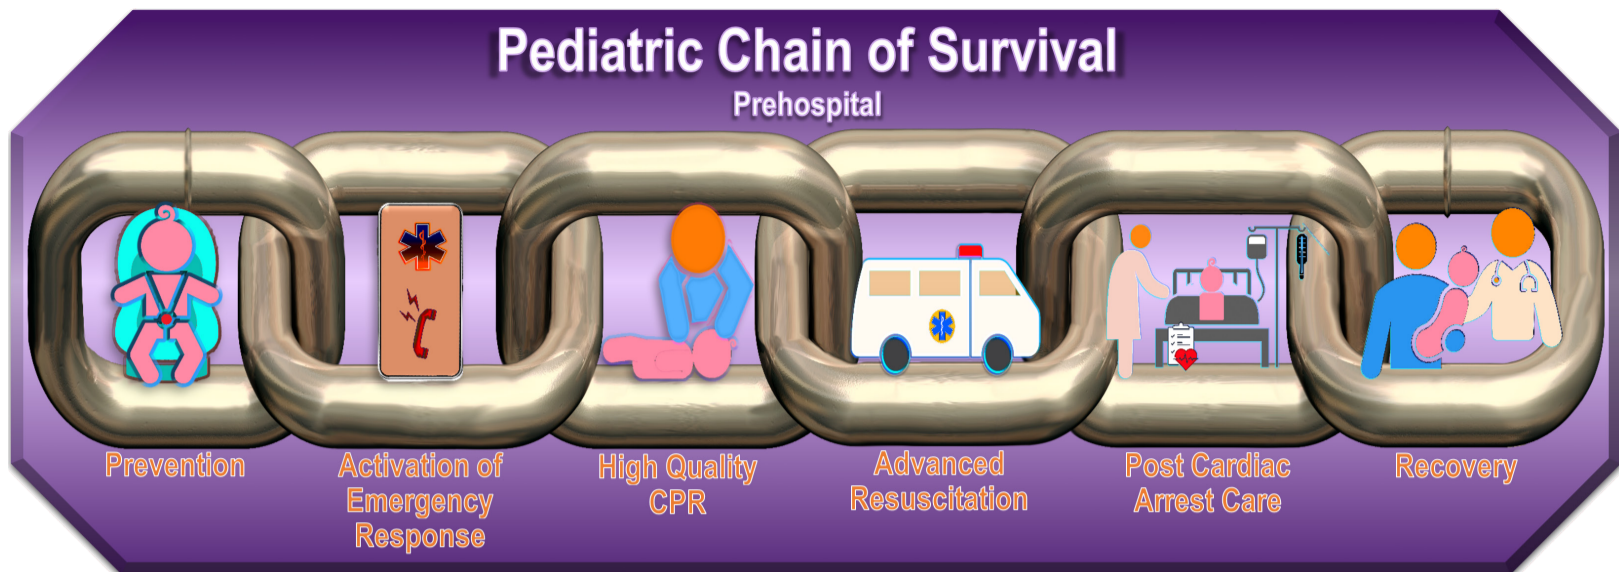 Pediatric Chain of Survival
Prehospital
Prevention
Activation of
Emergency
Response
High Quality
CPR
Advanced
Resuscitation
Post Cardiac
Arrest Care
Recovery